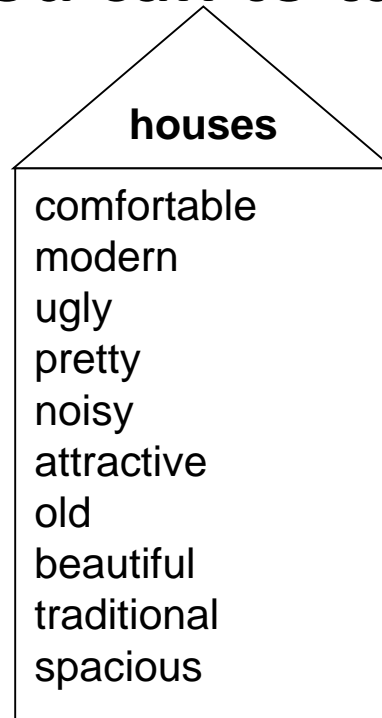 houses
comfortable
modern
ugly
pretty
noisy
attractive
old
beautiful
traditional
spacious